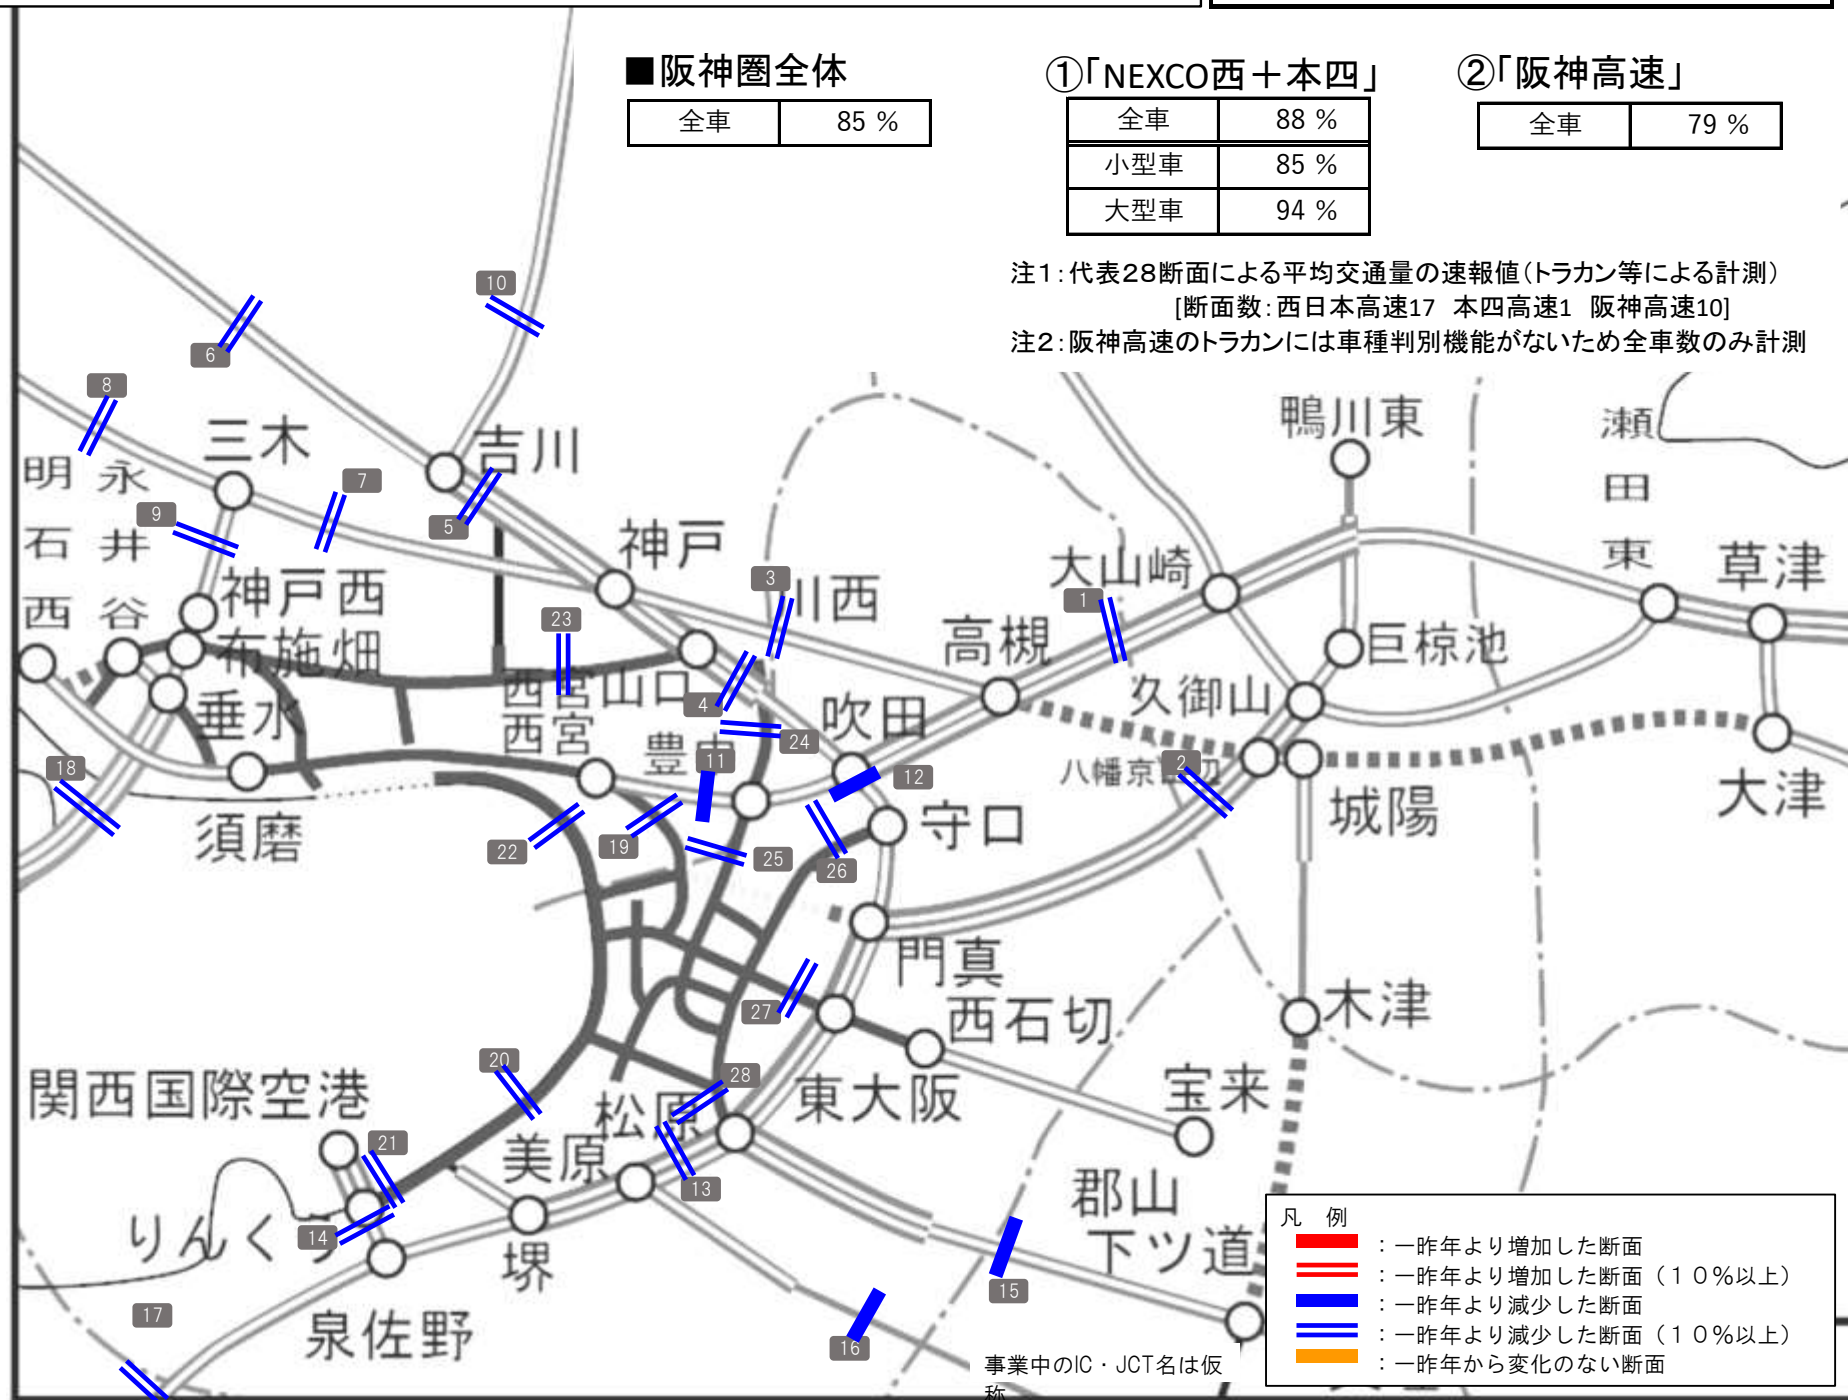 ■阪神圏全体
全車 85 %
①「NEXCO西＋本四」
全車 88 %
小型車 85 %
大型車 94 %
②「阪神高速」
全車 79 %
注1：代表28断面による平均交通量の速報値（トラカン等による計測）
[断面数：西日本高速17 本四高速1 阪神高速10]
注2：阪神高速のトラカンには車種判別機能がないため全車数のみ計測
10
6
8
三木
吉川
鴨川東
瀬田東
明石西
永井谷
7
9
5
神戸
大山崎
草津
神戸西
3
川西
1
23
布施畑
高槻
巨椋池
西宮山口
4
久御山
垂水
吹田
西宮
24
豊中
11
12
八幡京
2
辺
18
大津
須磨
守口
城陽
22
19
25
26
門真
27
西石切
木津
20
28
関西国際空港
松原
東大阪
宝来
21
美原
13
郡山
下ツ道
りんくう
14
堺
15
17
泉佐野
16
事業中のIC・JCT名は仮
称
凡 例
：一昨年より増加した断面
：一昨年より増加した断面（１０％以上）
：一昨年より減少した断面
：一昨年より減少した断面（１０％以上）
：一昨年から変化のない断面